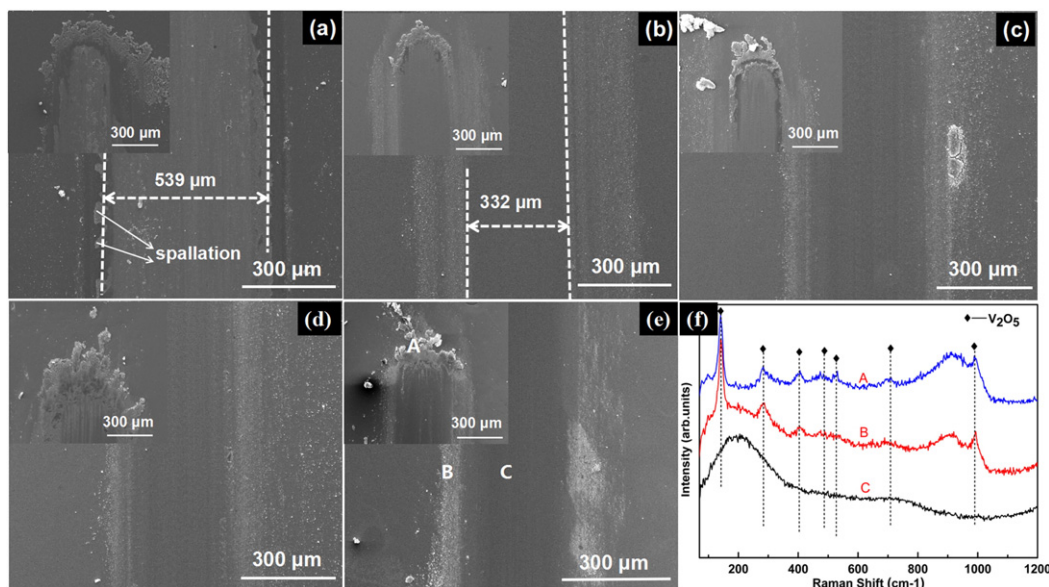 (a)
300 µm
539 µm
spallation
300 µm
(b)
300 µm
332 µm
300 µm
(c)
300 µm
300 µm
(d)
300 µm
300 µm
(e)
A
300 µm
B
C
300 µm
(f)
V2O5
A
B
C
Intensity (arb.units)
200 400 600 800 1000 1200
Raman Shift (cm-1)